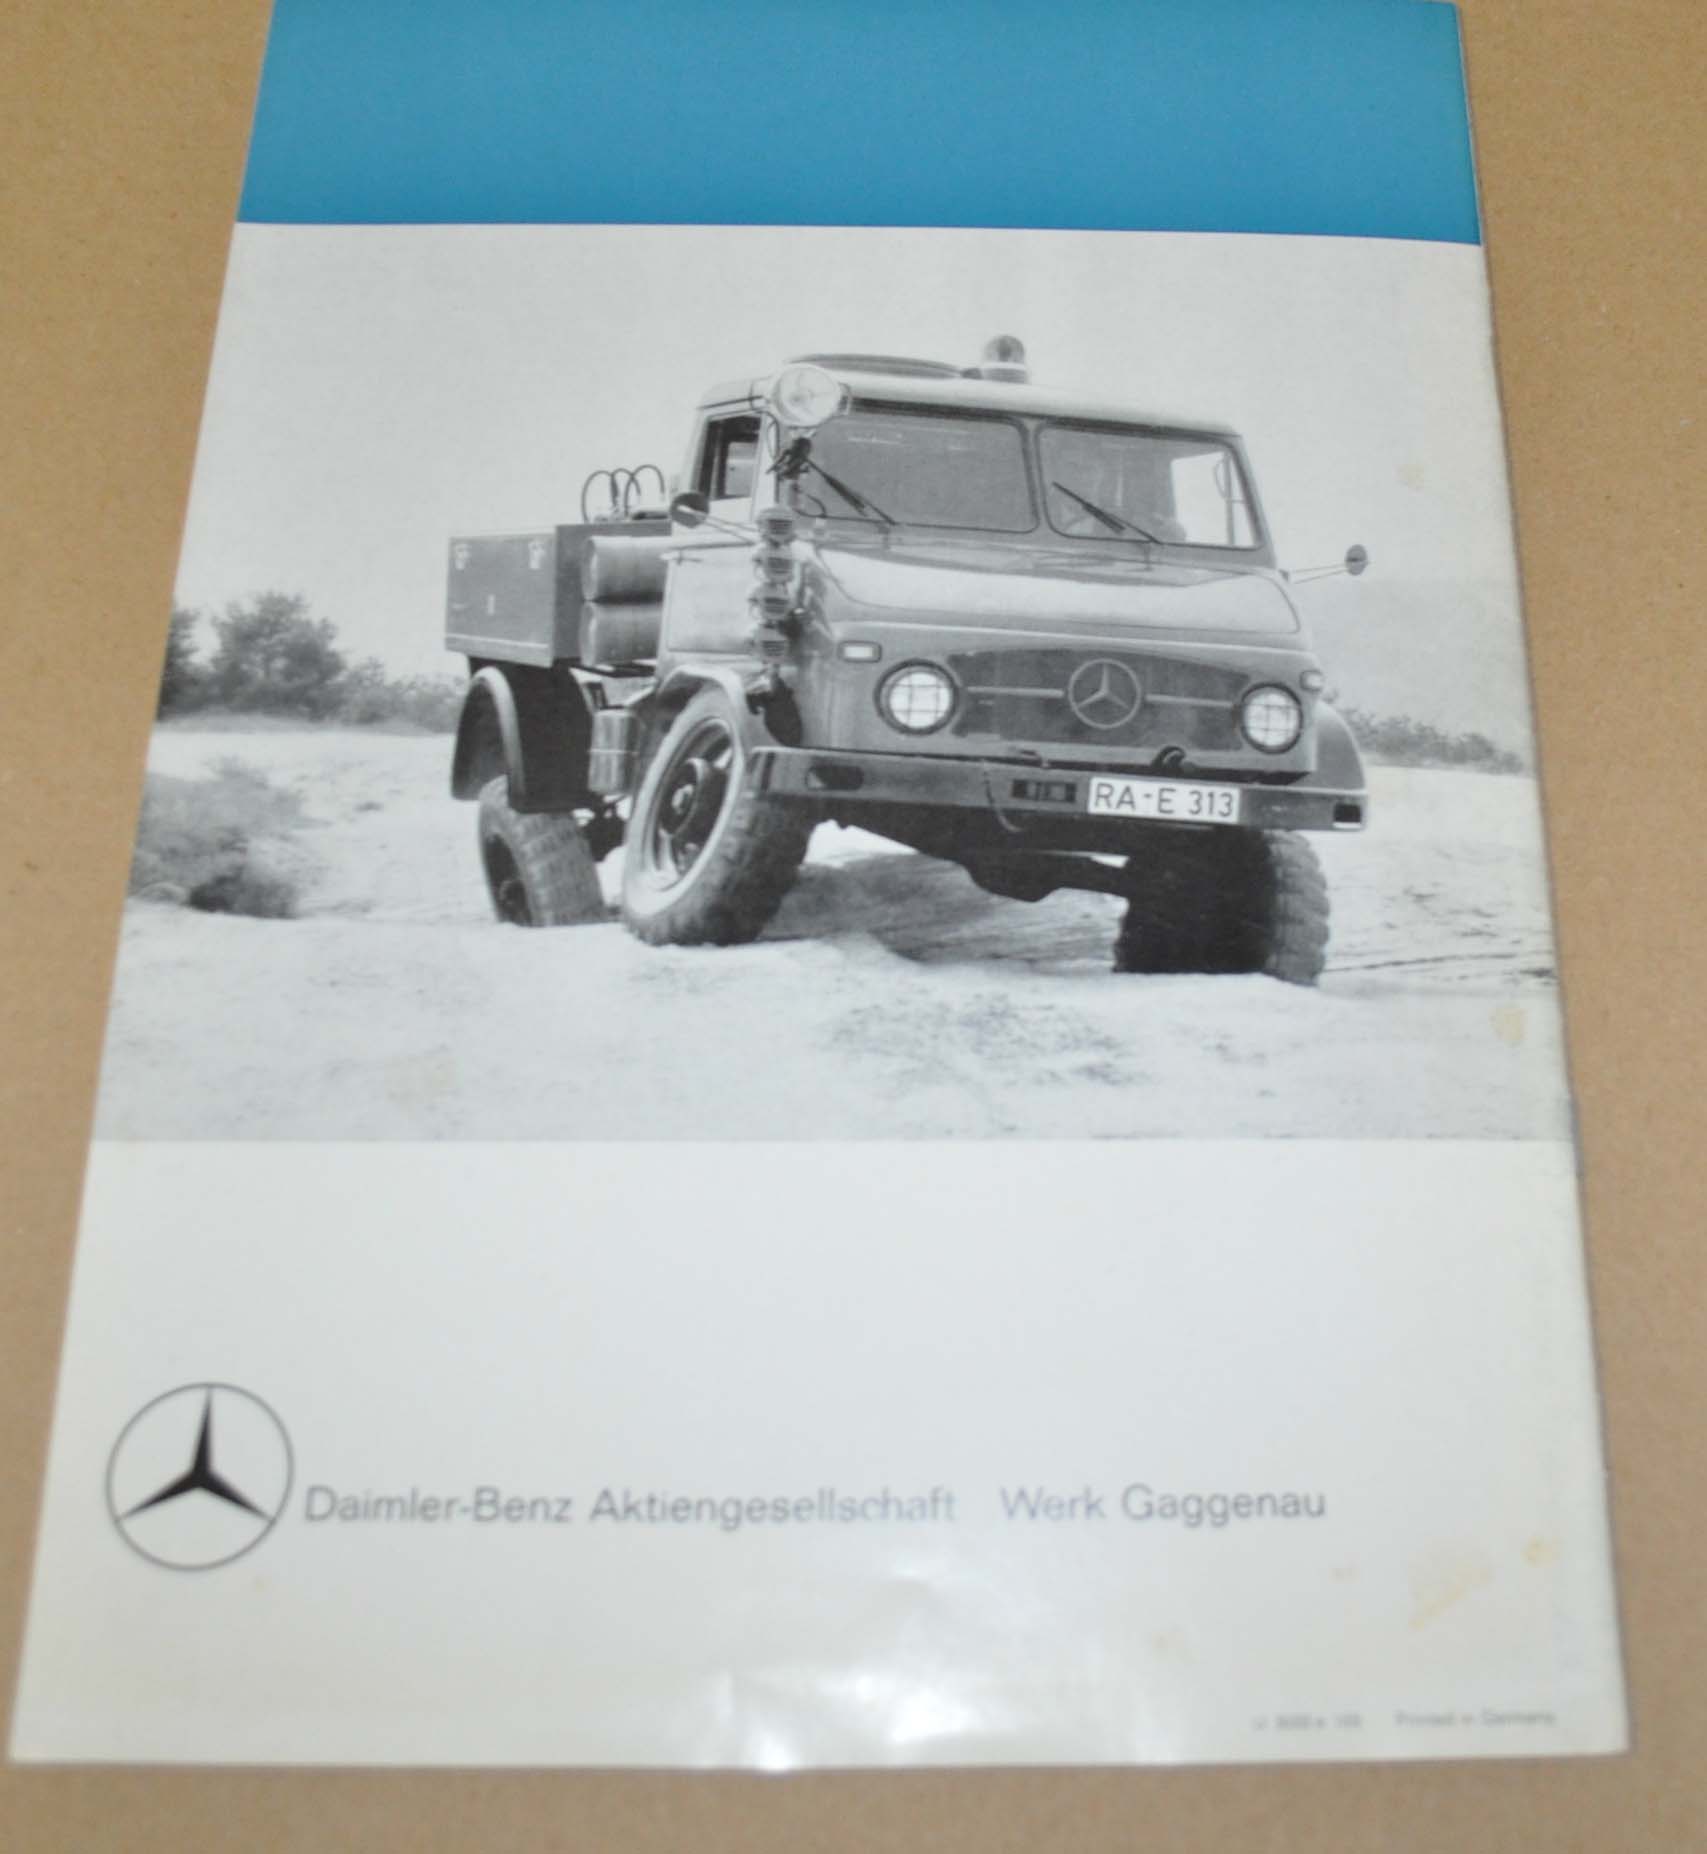 RA-E 313
Daimler-Benz Aktiengesellschaft Werk Gaggenau
Printed in Germany